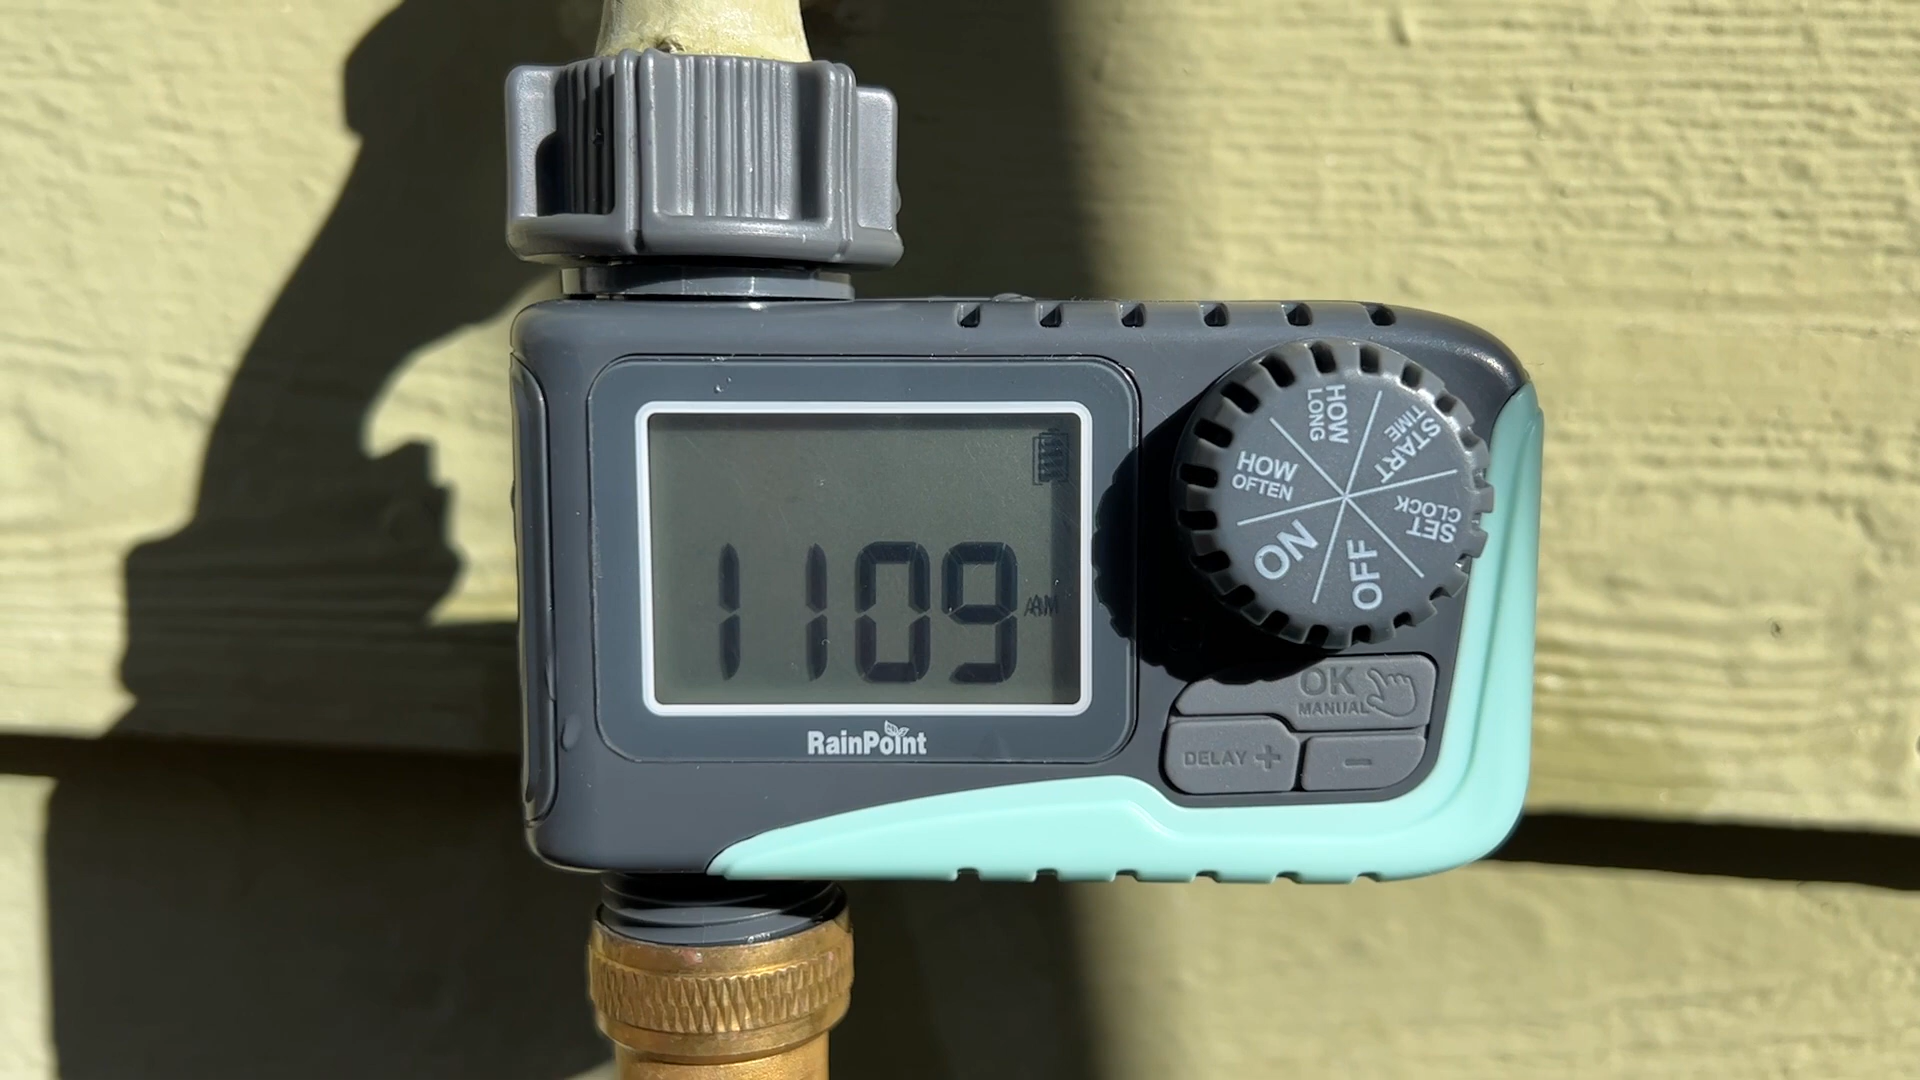 1109 AM
RainPoint
HOW
LONG
START
TIME
SET
CLOCK
OFF
ON
HOW
OFTEN
OK
MANUAL
DELAY +
-